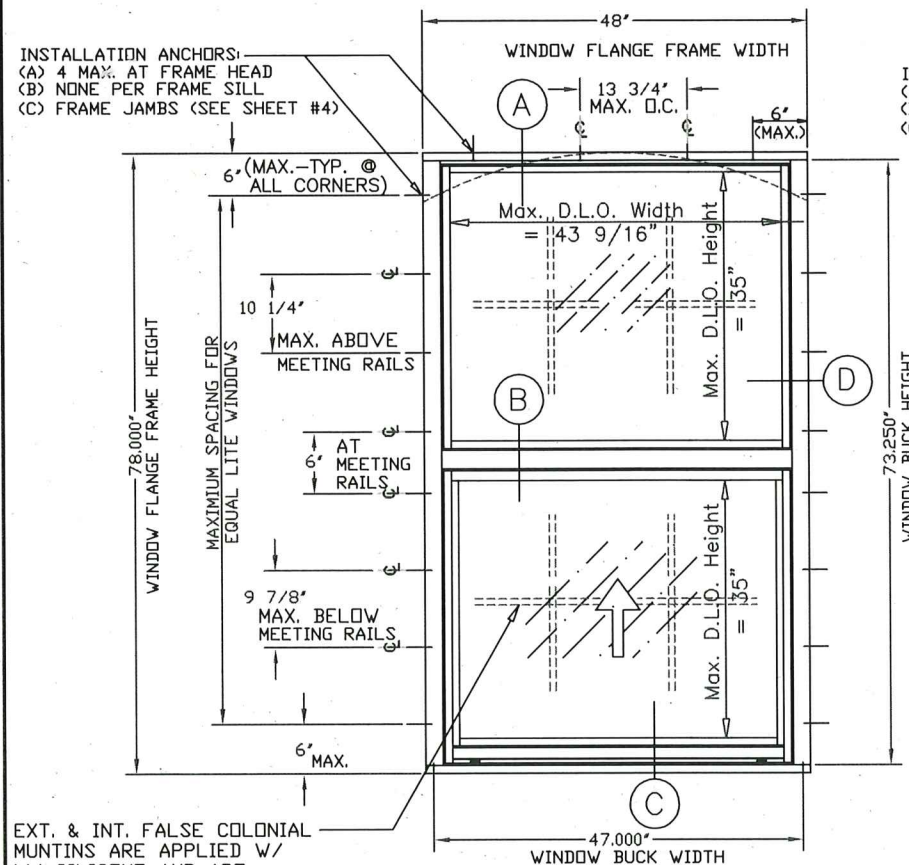 48"
WINDOW FLANGE FRAME WIDTH
INSTALLATION ANCHORS:
(A) 4 MAX. AT FRAME HEAD
(B) NONE PER FRAME SILL
(C) FRAME JAMBS (SEE SHEET #4)
13 3/4"
MAX. O.C.
6"
(MAX.)
A
6" (MAX.-TYP. @
ALL CORNERS)
Max. D.L.O. Width
= 43 9/16"
Max. D.L.O. Height
= 35"
10 1/4"
MAX. ABOVE
MEETING RAILS
B
D
78.000"
WINDOW FLANGE FRAME HEIGHT
MAXIMIUM SPACING FOR
EQUAL LITE WINDOWS
6" AT
MEETING
RAILS
73.250"
WINDOW BUCK HEIGHT
9 7/8"
MAX. BELOW
MEETING RAILS
Max. D.L.O. Height
= 35"
6"
MAX.
C
EXT. & INT. FALSE COLONIAL
MUNTINS ARE APPLIED W/
47.000"
WINDOW BUCK WIDTH